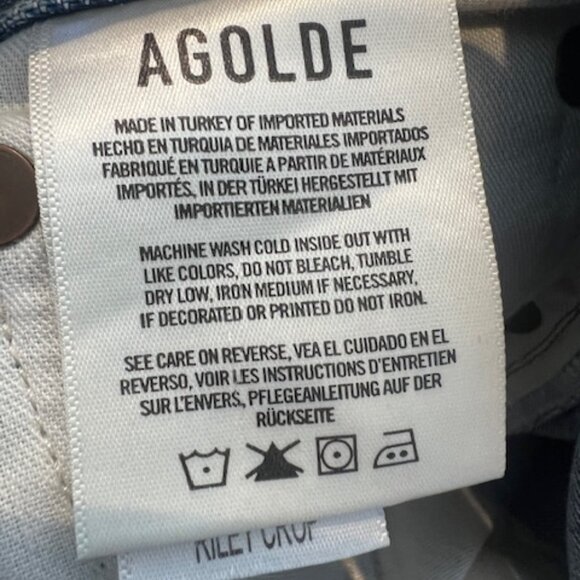 AGOLDE
MADE IN TURKEY OF IMPORTED MATERIALS
HECHO EN TURQUIA DE MATERIALES IMPORTADOS
FABRIQUÉ EN TURQUIE A PARTIR DE MATÉRIAUX
IMPORTÉS, IN DER TÜRKEI HERGESTELLT MIT
IMPORTIERTEN MATERIALIEN
MACHINE WASH COLD INSIDE OUT WITH
LIKE COLORS, DO NOT BLEACH, TUMBLE
DRY LOW, IRON MEDIUM IF NECESSARY,
IF DECORATED OR PRINTED DO NOT IRON.
SEE CARE ON REVERSE, VEA EL CUIDADO EN EL
REVERSO, VOIR LES INSTRUCTIONS D'ENTRETIEN
SUR L'ENVERS, PFLEGEANLEITUNG AUF DER
RÜCKSEITE
RILEY CROP